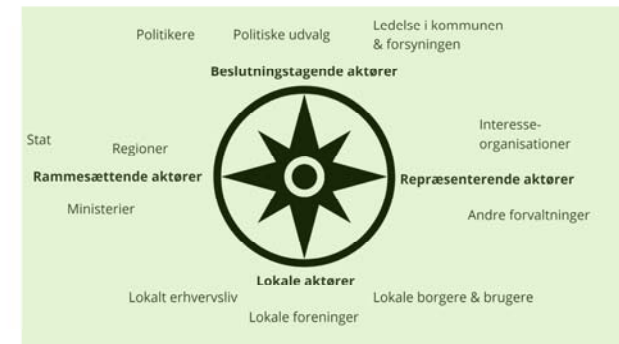 Politikere
Politiske udvalg
Ledelse i kommunen
& forsyningen
Beslutningstagende aktører
Stat
Regioner
Rammesættende aktører
Ministerier
Interesse-
organisationer
Repræsenterende aktører
Andre forvaltninger
Lokale aktører
Lokalt erhvervsliv
Lokale borgere & brugere
Lokale foreninger